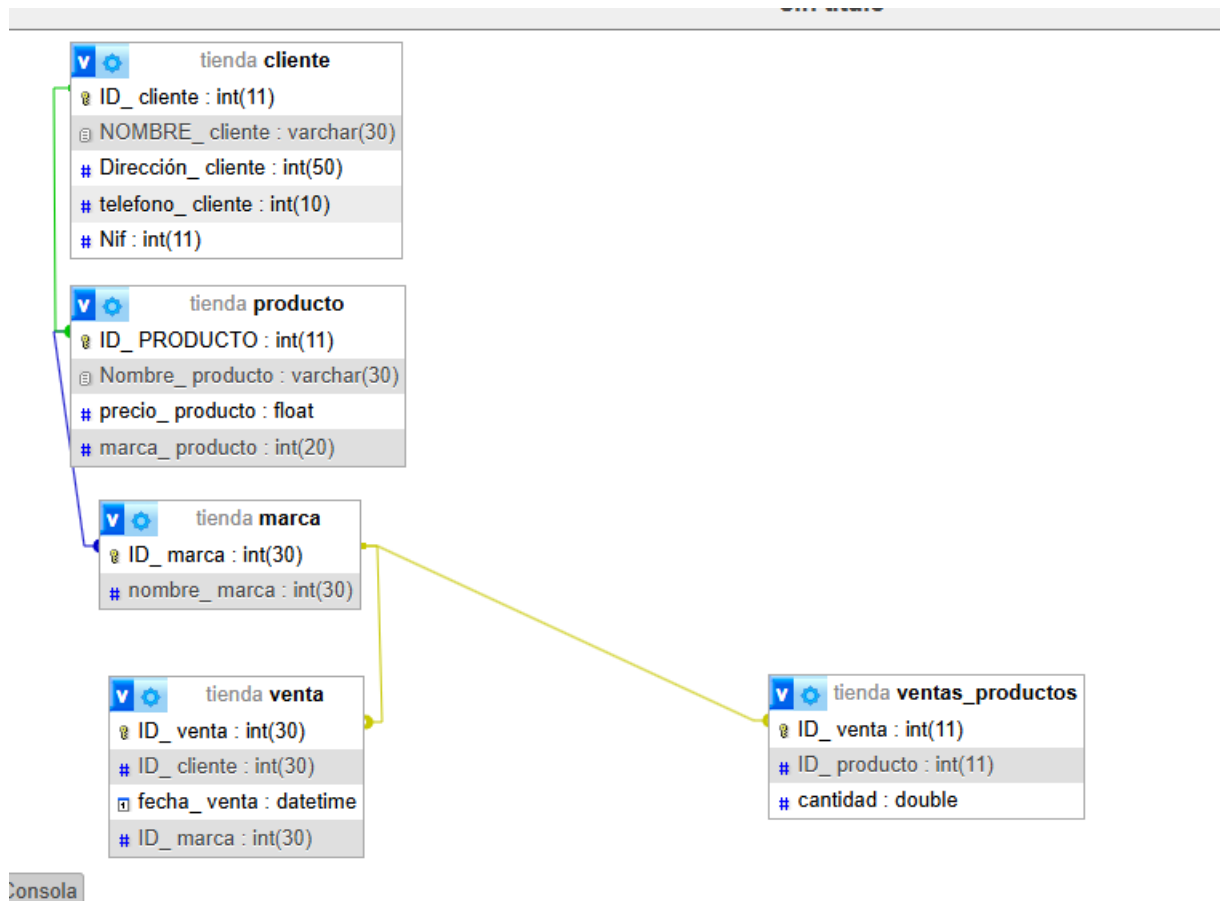 tienda cliente
ID_ cliente : int(11)
NOMBRE_ cliente : varchar(30)
Dirección_ cliente : int(50)
telefono_ cliente : int(10)
Nif : int(11)
tienda producto
ID_ PRODUCTO : int(11)
Nombre_ producto : varchar(30)
precio_ producto : float
marca_ producto : int(20)
tienda marca
ID_ marca : int(30)
nombre_ marca : int(30)
tienda venta
ID_ venta : int(30)
ID_ cliente : int(30)
fecha_ venta : datetime
ID_ marca : int(30)
tienda ventas_productos
ID_ venta : int(11)
ID_ producto : int(11)
cantidad : double
Consola